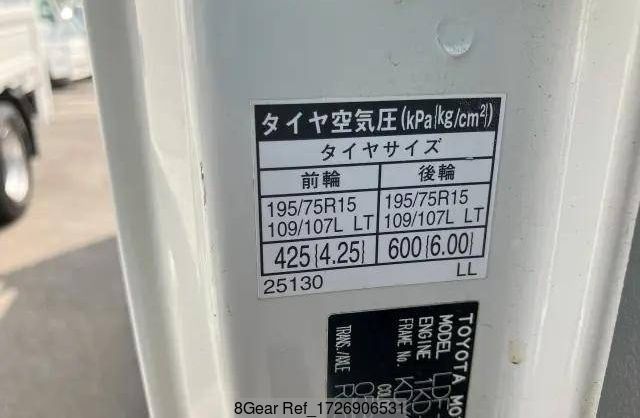 タイヤ空気圧(kPa{kg/cm²})
タイヤサイズ
前輪 後輪
195/75R15 195/75R15
109/107L LT 109/107L LT
425{4.25} 600{6.00}
25130 LL
TOYOTA
MODEL
ENGINE
FRAME No.
TRANS./AXLE
8Gear Ref_1726906531